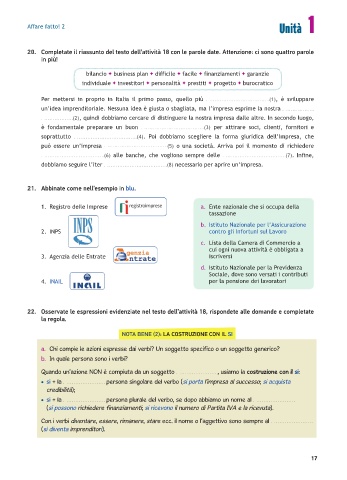 Affare fatto! 2
Unità 1
20. Completate il riassunto del testo dell'attività 18 con le parole date. Attenzione: ci sono quattro parole
in più!
bilancio • business plan • difficile • facile • finanziamenti • garanzie
individuale • investitori • personalità • prestiti • progetto • burocratico
Per mettersi in proprio in Italia il primo passo, quello più ............ (1), è sviluppare
un'idea imprenditoriale. Nessuna idea è giusta o sbagliata, ma l'impresa esprime la nostra ............
............ (2), quindi dobbiamo cercare di distinguere la nostra impresa dalle altre. In secondo luogo,
è fondamentale preparare un buon ............ (3) per attirare soci, clienti, fornitori e
soprattutto ............ (4). Poi dobbiamo scegliere la forma giuridica dell'impresa, che
può essere un'impresa ............ (5) o una società. Arriva poi il momento di richiedere
............ (6) alle banche, che vogliono sempre delle ............ (7). Infine,
dobbiamo seguire l'iter ............ (8) necessario per aprire un'impresa.
21. Abbinate come nell'esempio in blu.
1. Registro delle Imprese
registroimprese
2. INPS
INPS
3. Agenzia delle Entrate
genzia
ntrate
4. INAIL
INAIL
a. Ente nazionale che si occupa della
tassazione
b. Istituto Nazionale per l'Assicurazione
contro gli Infortuni sul Lavoro
c. Lista della Camera di Commercio a
cui ogni nuova attività è obbligata a
iscriversi
d. Istituto Nazionale per la Previdenza
Sociale, dove sono versati i contributi
per la pensione dei lavoratori
22. Osservate le espressioni evidenziate nel testo dell'attività 18, rispondete alle domande e completate
la regola.
NOTA BENE (2): LA COSTRUZIONE CON IL SI
a. Chi compie le azioni espresse dai verbi? Un soggetto specifico o un soggetto generico?
b. In quale persona sono i verbi?
Quando un'azione NON è compiuta da un soggetto ............, usiamo la costruzione con il si:
• si + la ............ persona singolare del verbo (si porta l'impresa al successo; si acquista
credibilità);
• si + la ............ persona plurale del verbo, se dopo abbiamo un nome al ............
(si possono richiedere finanziamenti; si ricevono il numero di Partita IVA e la ricevuta).
Con i verbi diventare, essere, rimanere, stare ecc. il nome o l'aggettivo sono sempre al ............
(si diventa imprenditori).
17